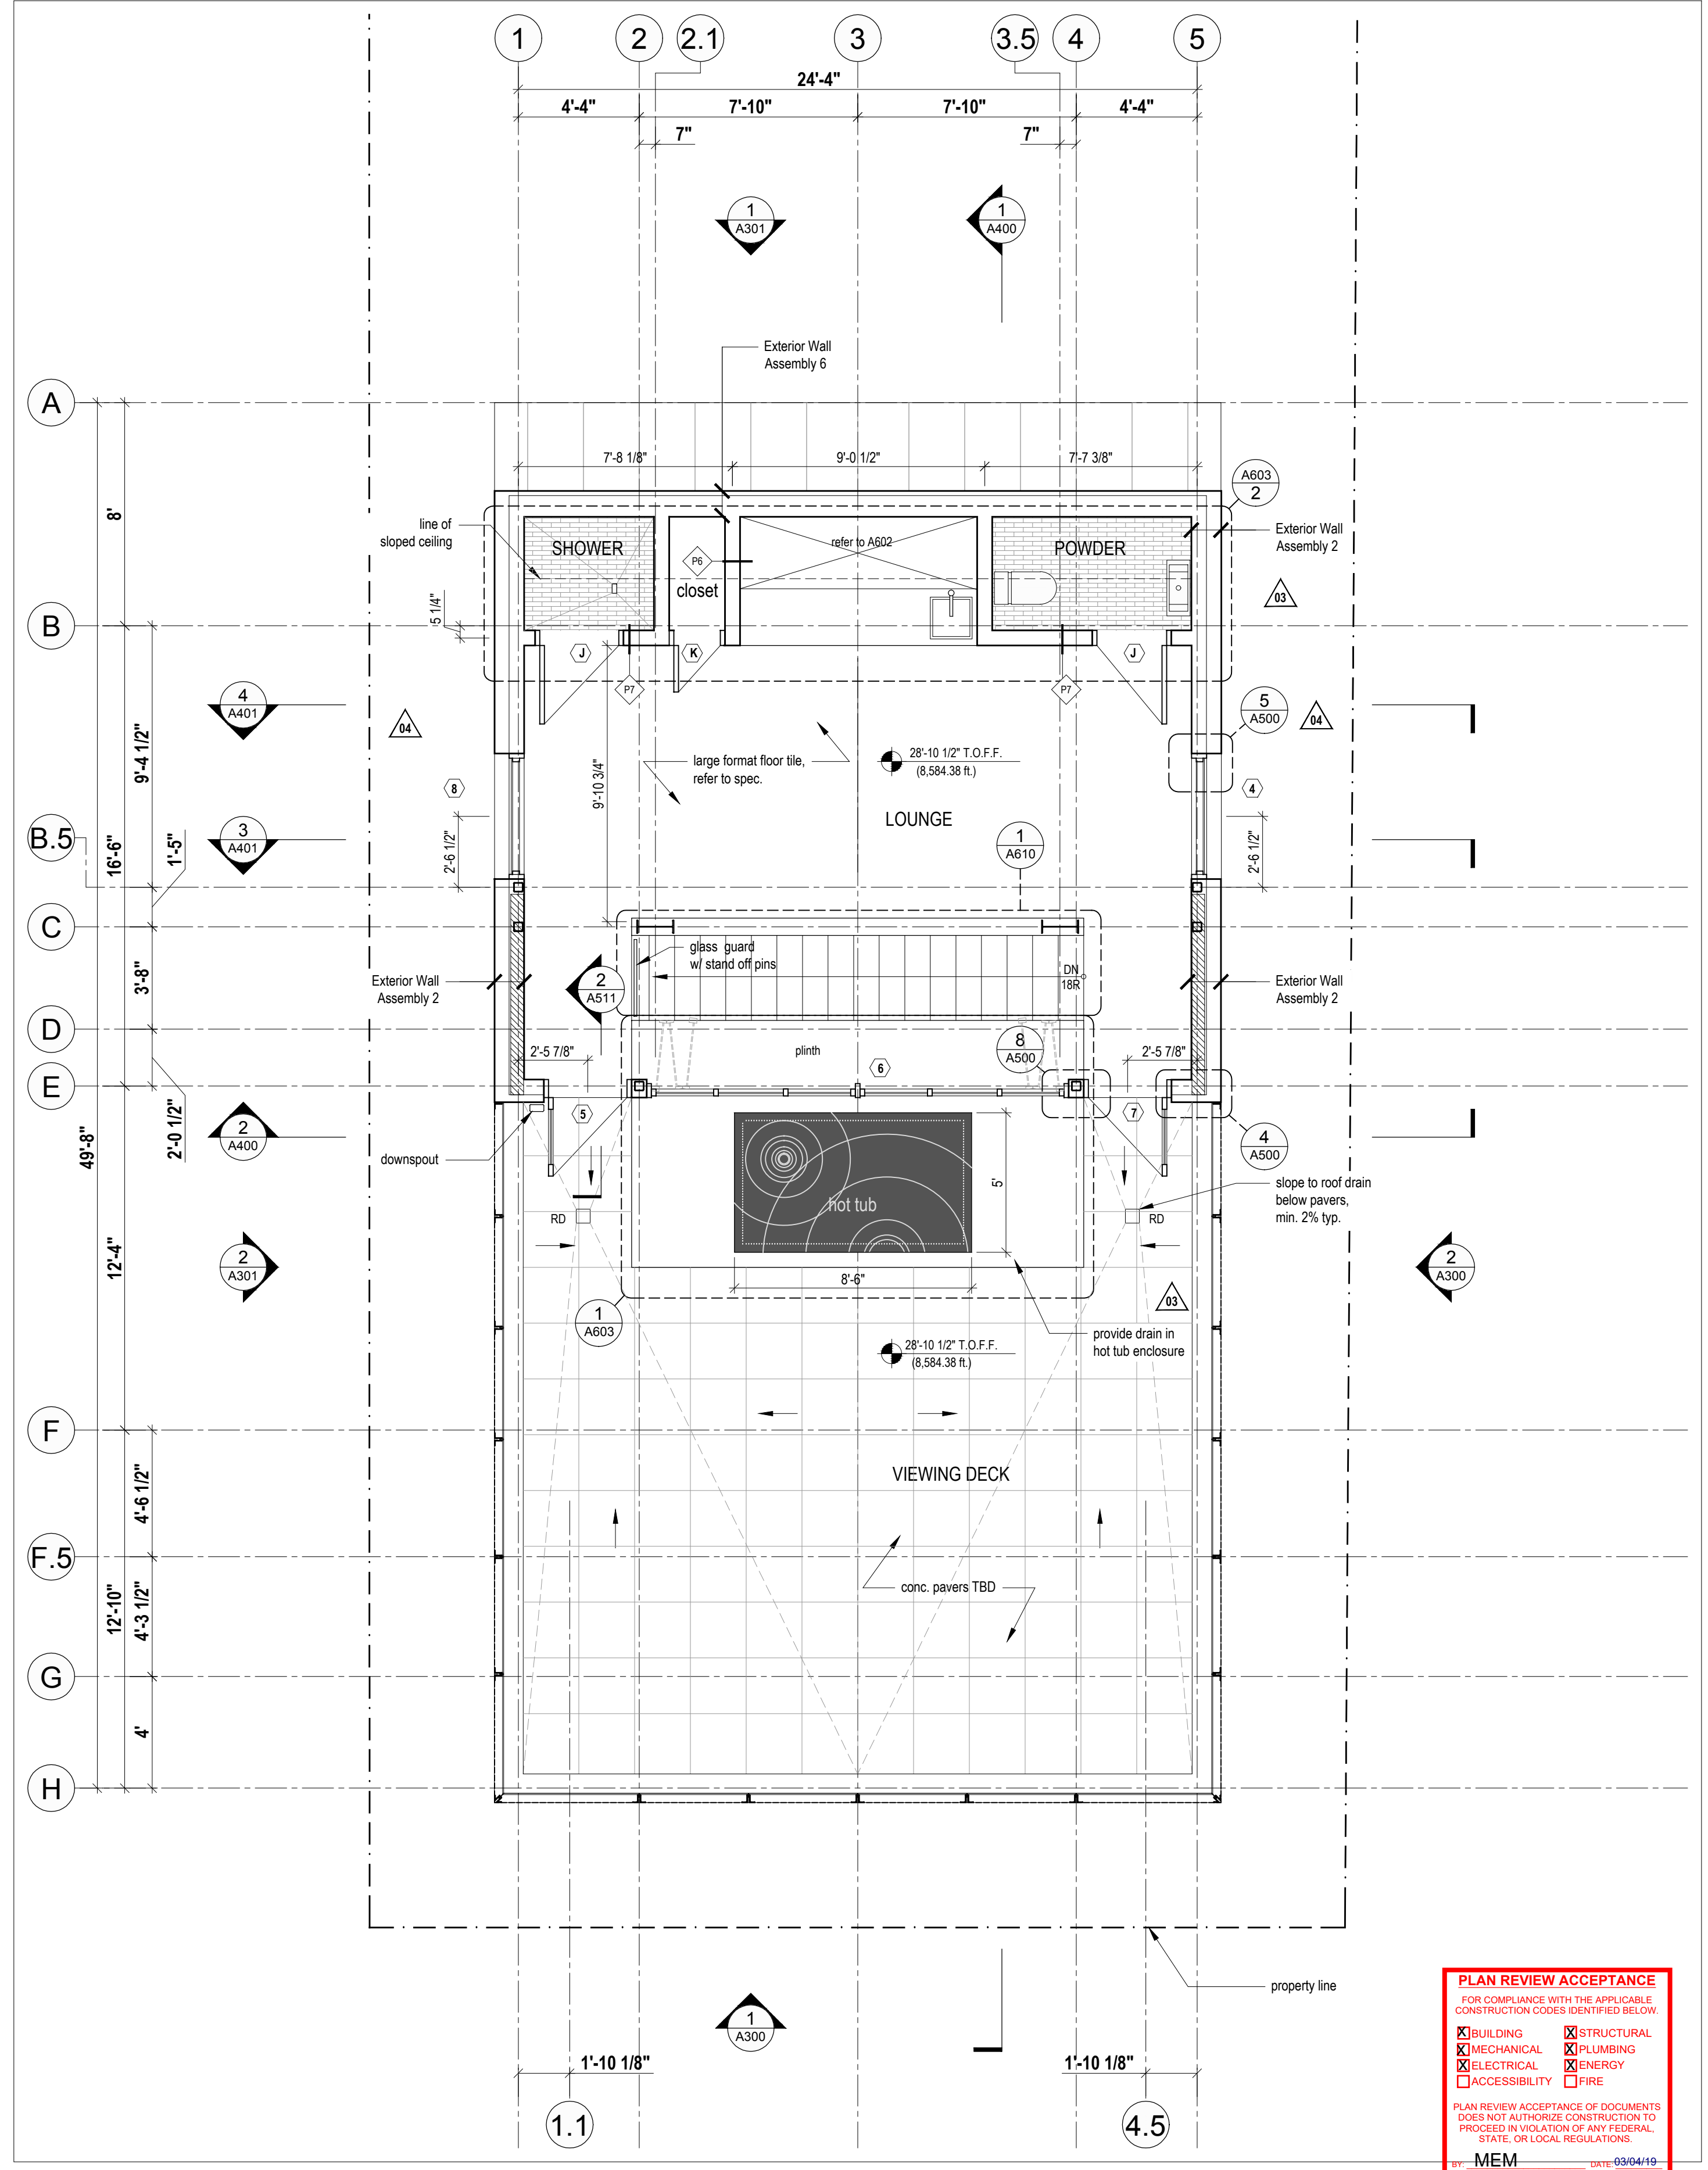 1
2
2.1
3
3.5
4
5
24'-4"
4'-4"
7'-10"
7'-10"
4'-4"
7"
7"
1
A301
1
A400
Exterior Wall
Assembly 6
A
7'-8 1/8"
9'-0 1/2"
7'-7 3/8"
A603
2
8'
line of
sloped ceiling
SHOWER
refer to A602
POWDER
Exterior Wall
Assembly 2
P6
closet
03
5 1/4"
B
J
K
J
P7
P7
4
A401
04
5
A500
04
9'-4 1/2"
large format floor tile,
refer to spec.
28'-10 1/2" T.O.F.F.
(8,584.38 ft.)
9'-10 3/4"
8
4
LOUNGE
B.5
16'-6"
1'-5"
3
A401
2'-6 1/2"
1
A610
2'-6 1/2"
C
glass guard
w/ stand off pins
DN
18R
3'-8"
Exterior Wall
Assembly 2
2
A511
Exterior Wall
Assembly 2
D
2'-5 7/8"
plinth
8
A500
2'-5 7/8"
6
E
5
7
49'-8"
2'-0 1/2"
2
A400
downspout
4
A500
5'
hot tub
slope to roof drain
below pavers,
min. 2% typ.
RD
RD
12'-4"
2
A301
2
A300
8'-6"
03
1
A603
provide drain in
hot tub enclosure
28'-10 1/2" T.O.F.F.
(8,584.38 ft.)
F
VIEWING DECK
4'-6 1/2"
F.5
conc. pavers TBD
12'-10"
4'-3 1/2"
G
4'
H
property line
1
A300
1'-10 1/8"
1'-10 1/8"
1.1
4.5
PLAN REVIEW ACCEPTANCE
FOR COMPLIANCE WITH THE APPLICABLE
CONSTRUCTION CODES IDENTIFIED BELOW.
X BUILDING X STRUCTURAL
X MECHANICAL X PLUMBING
X ELECTRICAL X ENERGY
ACCESSIBILITY FIRE
PLAN REVIEW ACCEPTANCE OF DOCUMENTS
DOES NOT AUTHORIZE CONSTRUCTION TO
PROCEED IN VIOLATION OF ANY FEDERAL,
STATE, OR LOCAL REGULATIONS.
BY: MEM DATE: 03/04/19